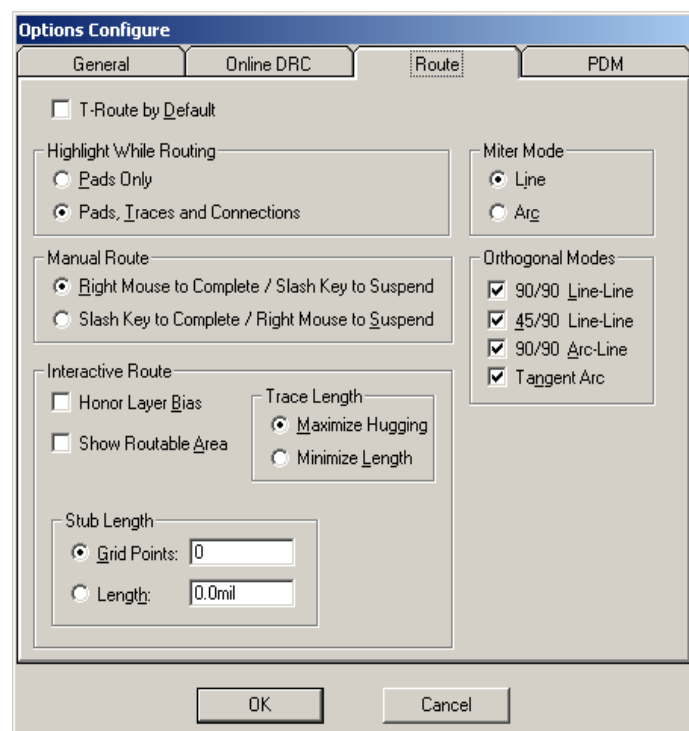 Options Configure
General Online DRC Route PDM
T-Route by Default
Highlight While Routing
Pads Only
Pads, Traces and Connections
Miter Mode
Line
Arc
Manual Route
Right Mouse to Complete / Slash Key to Suspend
Slash Key to Complete / Right Mouse to Suspend
Orthogonal Modes
90/90 Line-Line
45/90 Line-Line
90/90 Arc-Line
Tangent Arc
Interactive Route
Honor Layer Bias
Show Routable Area
Trace Length
Maximize Hugging
Minimize Length
Stub Length
Grid Points: 0
Length: 0.0mil
OK Cancel